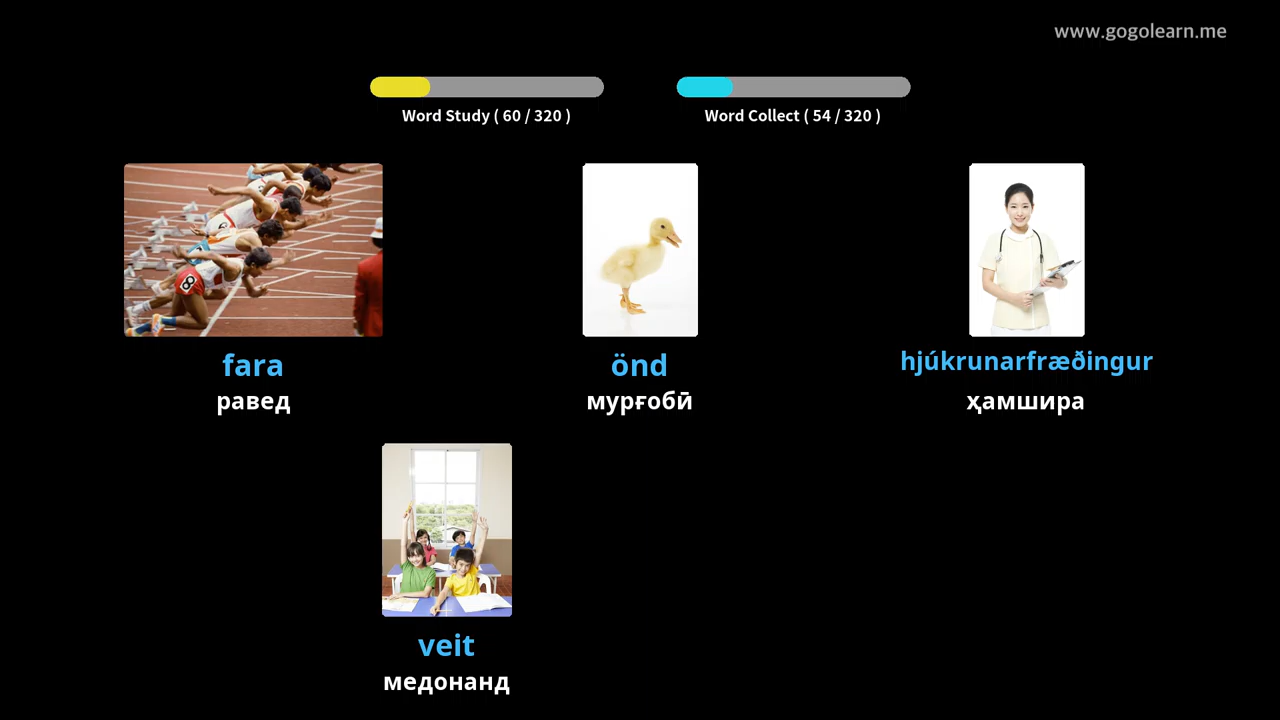 www.gogolearn.me
Word Study ( 60 / 320 )
Word Collect ( 54 / 320 )
fara
равед
önd
мурғобӣ
hjúkrunarfræðingur
ҳамшира
veit
медонанд